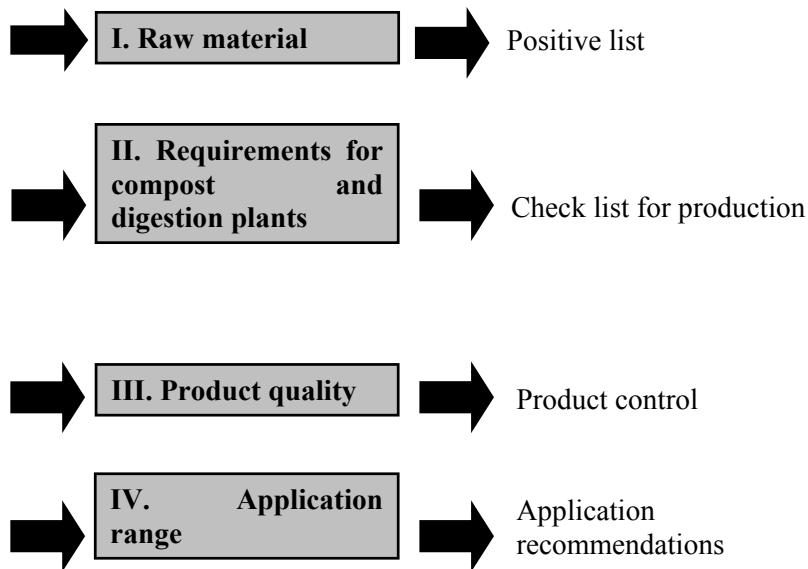 I. Raw material
Positive list
II. Requirements for
compost and
digestion plants
Check list for production
III. Product quality
Product control
IV. Application
range
Application
recommendations